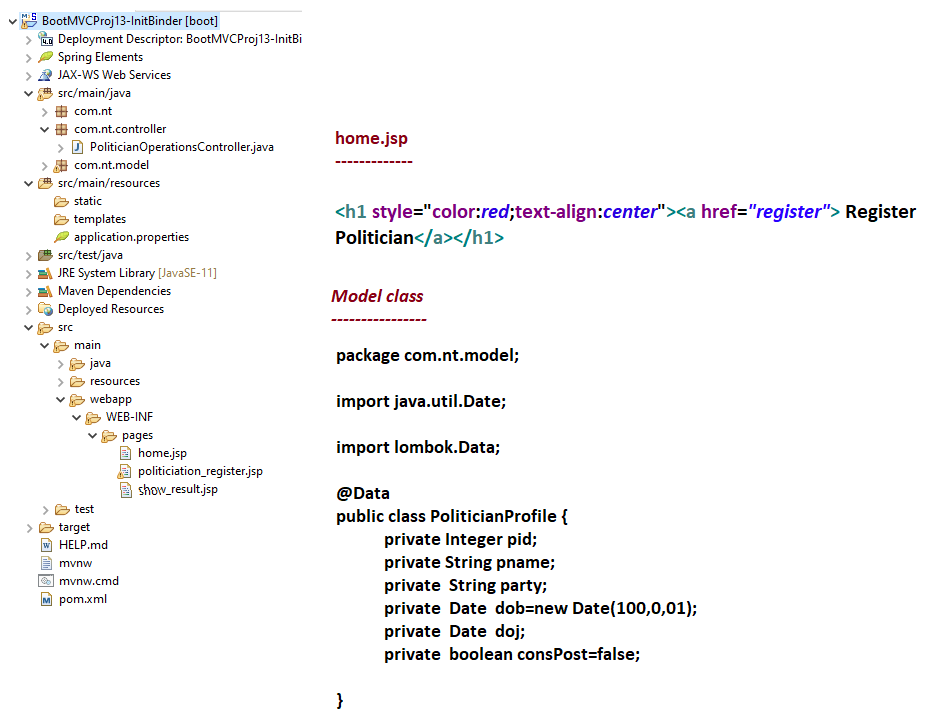 BootMVCProj13-InitBinder [boot]
Deployment Descriptor: BootMVCProj13-InitBi
Spring Elements
JAX-WS Web Services
src/main/java
com.nt
com.nt.controller
PoliticianOperationsController.java
com.nt.model
src/main/resources
static
templates
application.properties
src/test/java
JRE System Library [JavaSE-11]
Maven Dependencies
Deployed Resources
src
main
java
resources
webapp
WEB-INF
pages
home.jsp
politiciation_register.jsp
show_result.jsp
test
target
HELP.md
mvnw
mvnw.cmd
pom.xml
home.jsp
-------------
<h1 style="color:red;text-align:center"><a href="register"> Register
Politician</a></h1>
Model class
----------------
package com.nt.model;
import java.util.Date;
import lombok.Data;
@Data
public class PoliticianProfile {
private Integer pid;
private String pname;
private  String party;
private  Date  dob=new Date(100,0,01);
private  Date  doj;
private  boolean consPost=false;
}